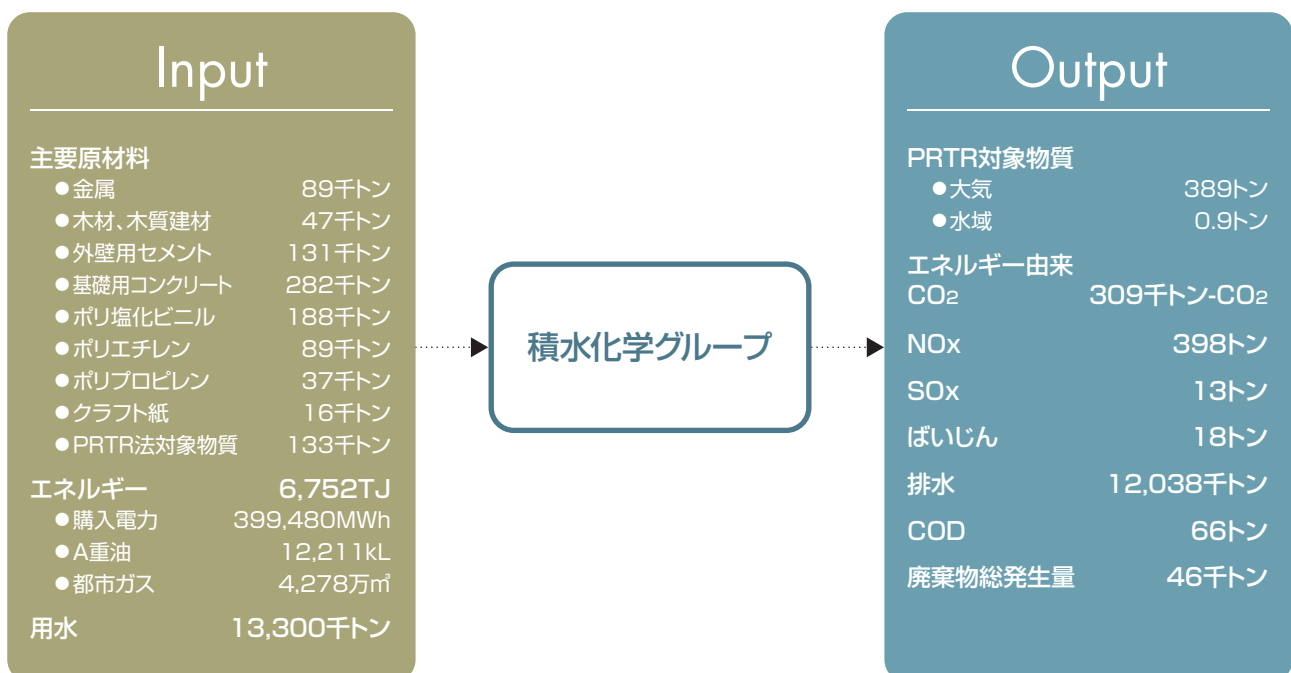 Input
主要原材料
●金属 89千トン
●木材、木質建材 47千トン
●外壁用セメント 131千トン
●基礎用コンクリート 282千トン
●ポリ塩化ビニル 188千トン
●ポリエチレン 89千トン
●ポリプロピレン 37千トン
●クラフト紙 16千トン
●PRTR法対象物質 133千トン
エネルギー 6,752TJ
●購入電力 399,480MWh
●A重油 12,211kL
●都市ガス 4,278万㎥
用水 13,300千トン
積水化学グループ
Output
PRTR対象物質
●大気 389トン
●水域 0.9トン
エネルギー由来
CO2 309千トン-CO2
NOx 398トン
SOx 13トン
ばいじん 18トン
排水 12,038千トン
COD 66トン
廃棄物総発生量 46千トン